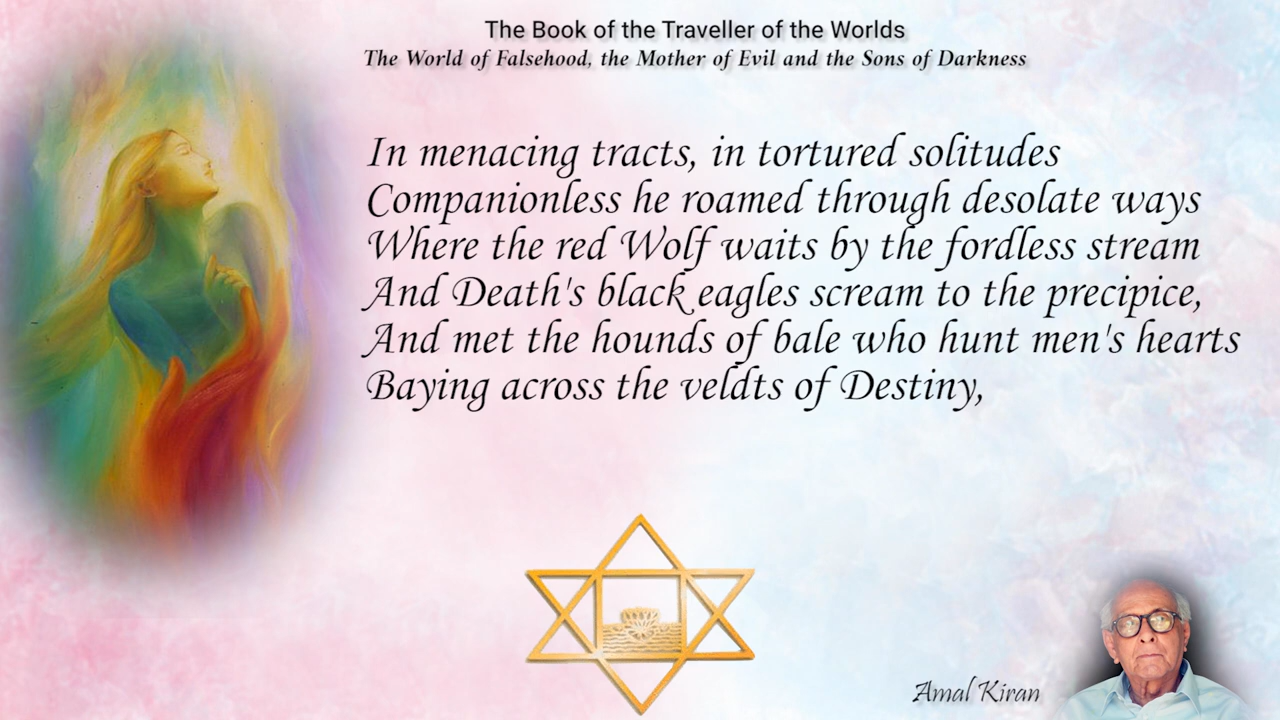 The Book of the Traveller of the Worlds
The World of Falsehood, the Mother of Evil and the Sons of Darkness
In menacing tracts, in tortured solitudes
Companionless he roamed through desolate ways
Where the red Wolf waits by the fordless stream
And Death's black eagles scream to the precipice,
And met the hounds of bale who hunt men's hearts
Baying across the veldts of Destiny,
Amal Kiran